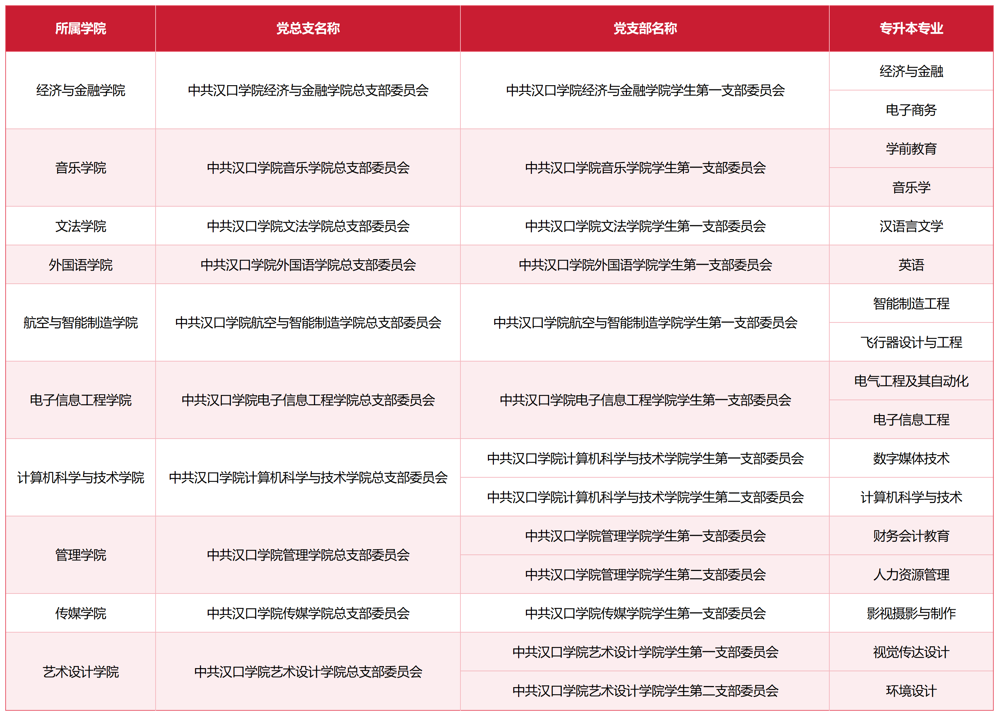 所属学院 党总支名称 党支部名称 专升本专业
经济与金融学院 中共汉口学院经济与金融学院总支部委员会 中共汉口学院经济与金融学院学生第一支部委员会 经济与金融
电子商务
音乐学院 中共汉口学院音乐学院总支部委员会 中共汉口学院音乐学院学生第一支部委员会 学前教育
音乐学
文法学院 中共汉口学院文法学院总支部委员会 中共汉口学院文法学院学生第一支部委员会 汉语言文学
外国语学院 中共汉口学院外国语学院总支部委员会 中共汉口学院外国语学院学生第一支部委员会 英语
航空与智能制造学院 中共汉口学院航空与智能制造学院总支部委员会 中共汉口学院航空与智能制造学院学生第一支部委员会 智能制造工程
飞行器设计与工程
电子信息工程学院 中共汉口学院电子信息工程学院总支部委员会 中共汉口学院电子信息工程学院学生第一支部委员会 电气工程及其自动化
电子信息工程
计算机科学与技术学院 中共汉口学院计算机科学与技术学院总支部委员会 中共汉口学院计算机科学与技术学院学生第一支部委员会 数字媒体技术
中共汉口学院计算机科学与技术学院学生第二支部委员会 计算机科学与技术
管理学院 中共汉口学院管理学院总支部委员会 中共汉口学院管理学院学生第一支部委员会 财务会计教育
中共汉口学院管理学院学生第二支部委员会 人力资源管理
传媒学院 中共汉口学院传媒学院总支部委员会 中共汉口学院传媒学院学生第一支部委员会 影视摄影与制作
艺术设计学院 中共汉口学院艺术设计学院总支部委员会 中共汉口学院艺术设计学院学生第一支部委员会 视觉传达设计
中共汉口学院艺术设计学院学生第二支部委员会 环境设计